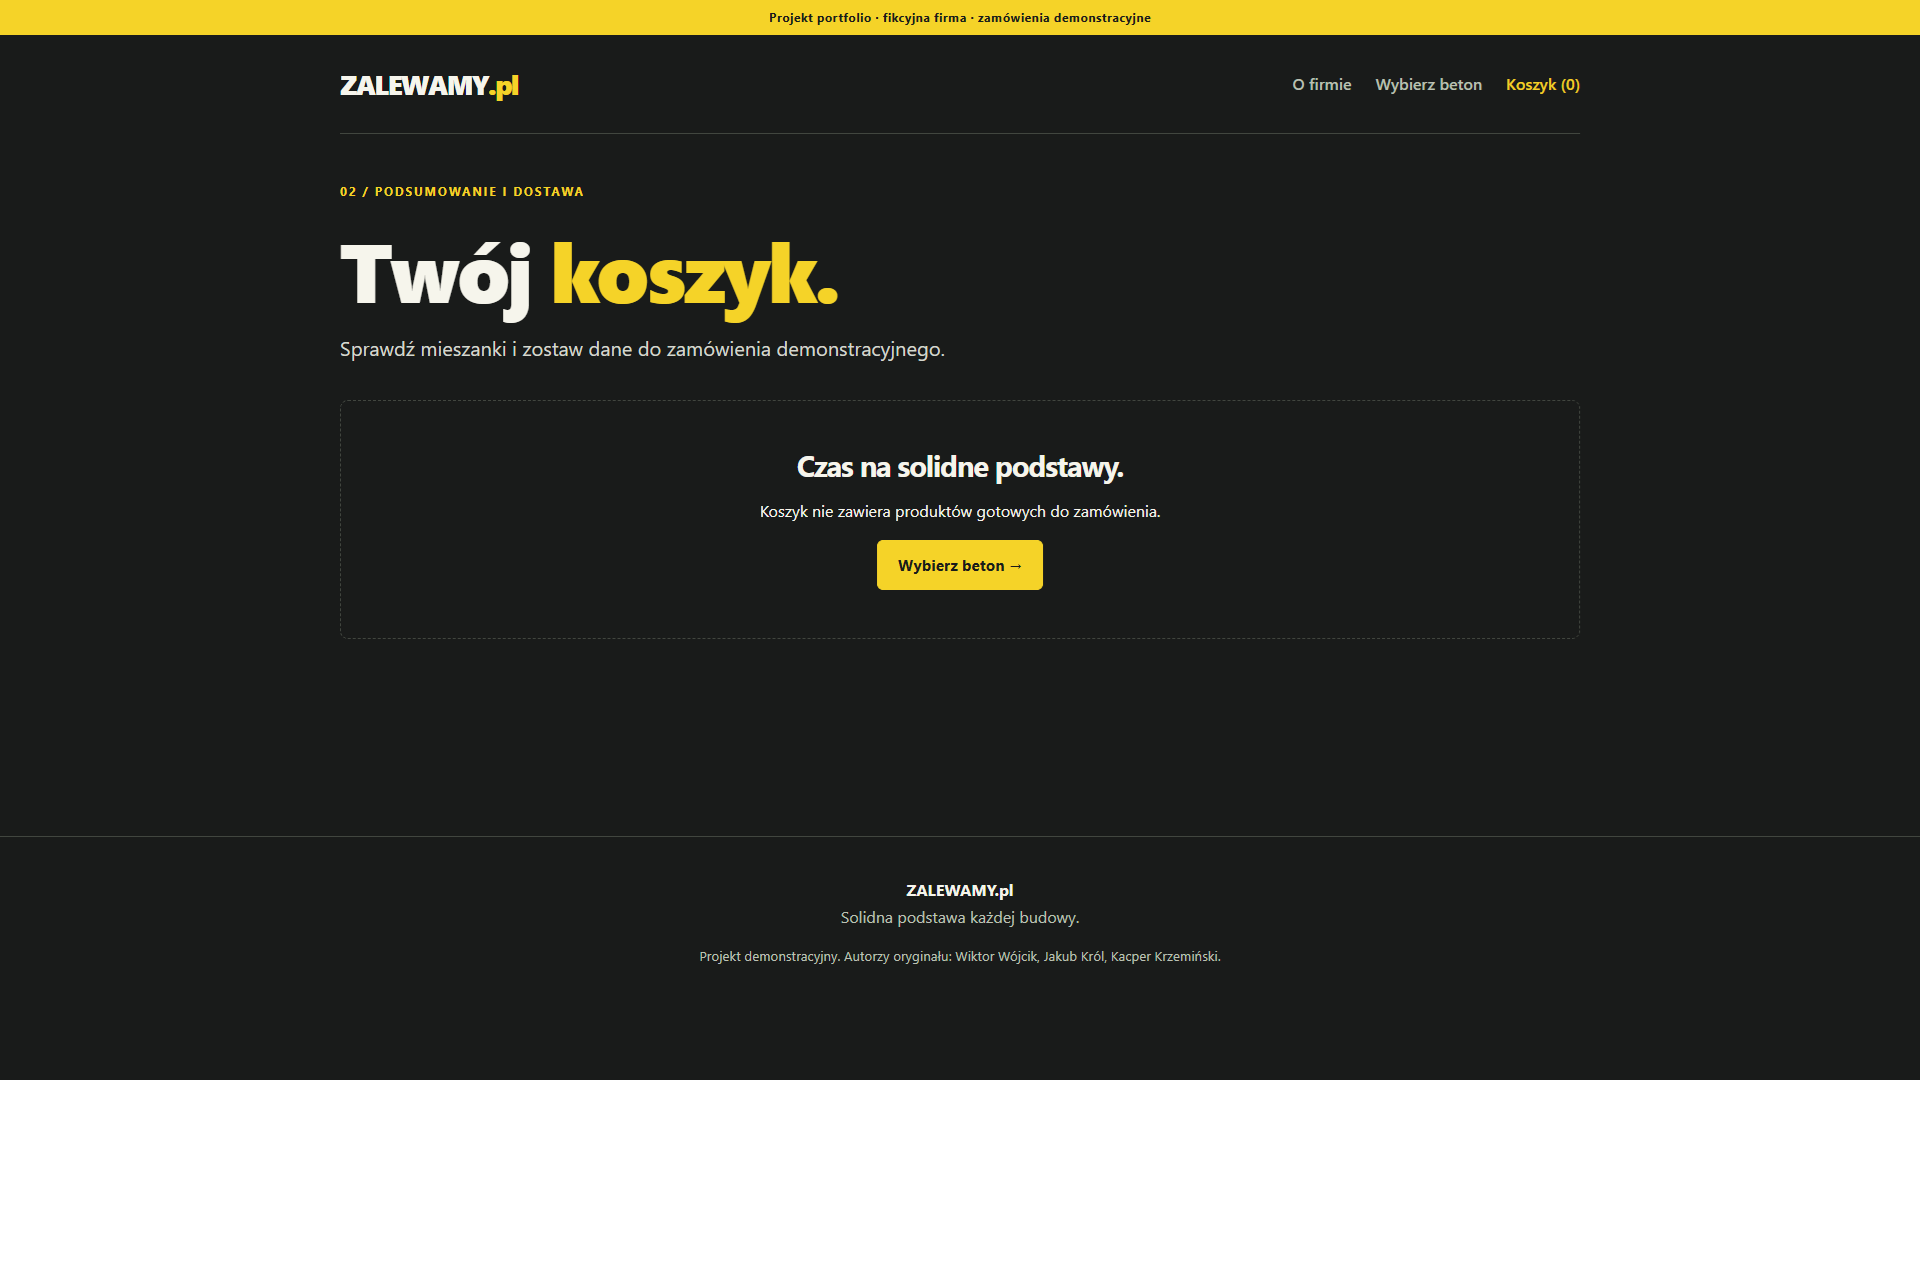 Projekt portfolio · fikcyjna firma · zamówienia demonstracyjne
ZALEWAMY.pl
O firmie Wybierz beton Koszyk (0)
02 / PODSUMOWANIE I DOSTAWA
Twój koszyk.
Sprawdź mieszanki i zostaw dane do zamówienia demonstracyjnego.
Czas na solidne podstawy.
Koszyk nie zawiera produktów gotowych do zamówienia.
Wybierz beton →
ZALEWAMY.pl
Solidna podstawa każdej budowy.
Projekt demonstracyjny. Autorzy oryginału: Wiktor Wójcik, Jakub Król, Kacper Krzemiński.